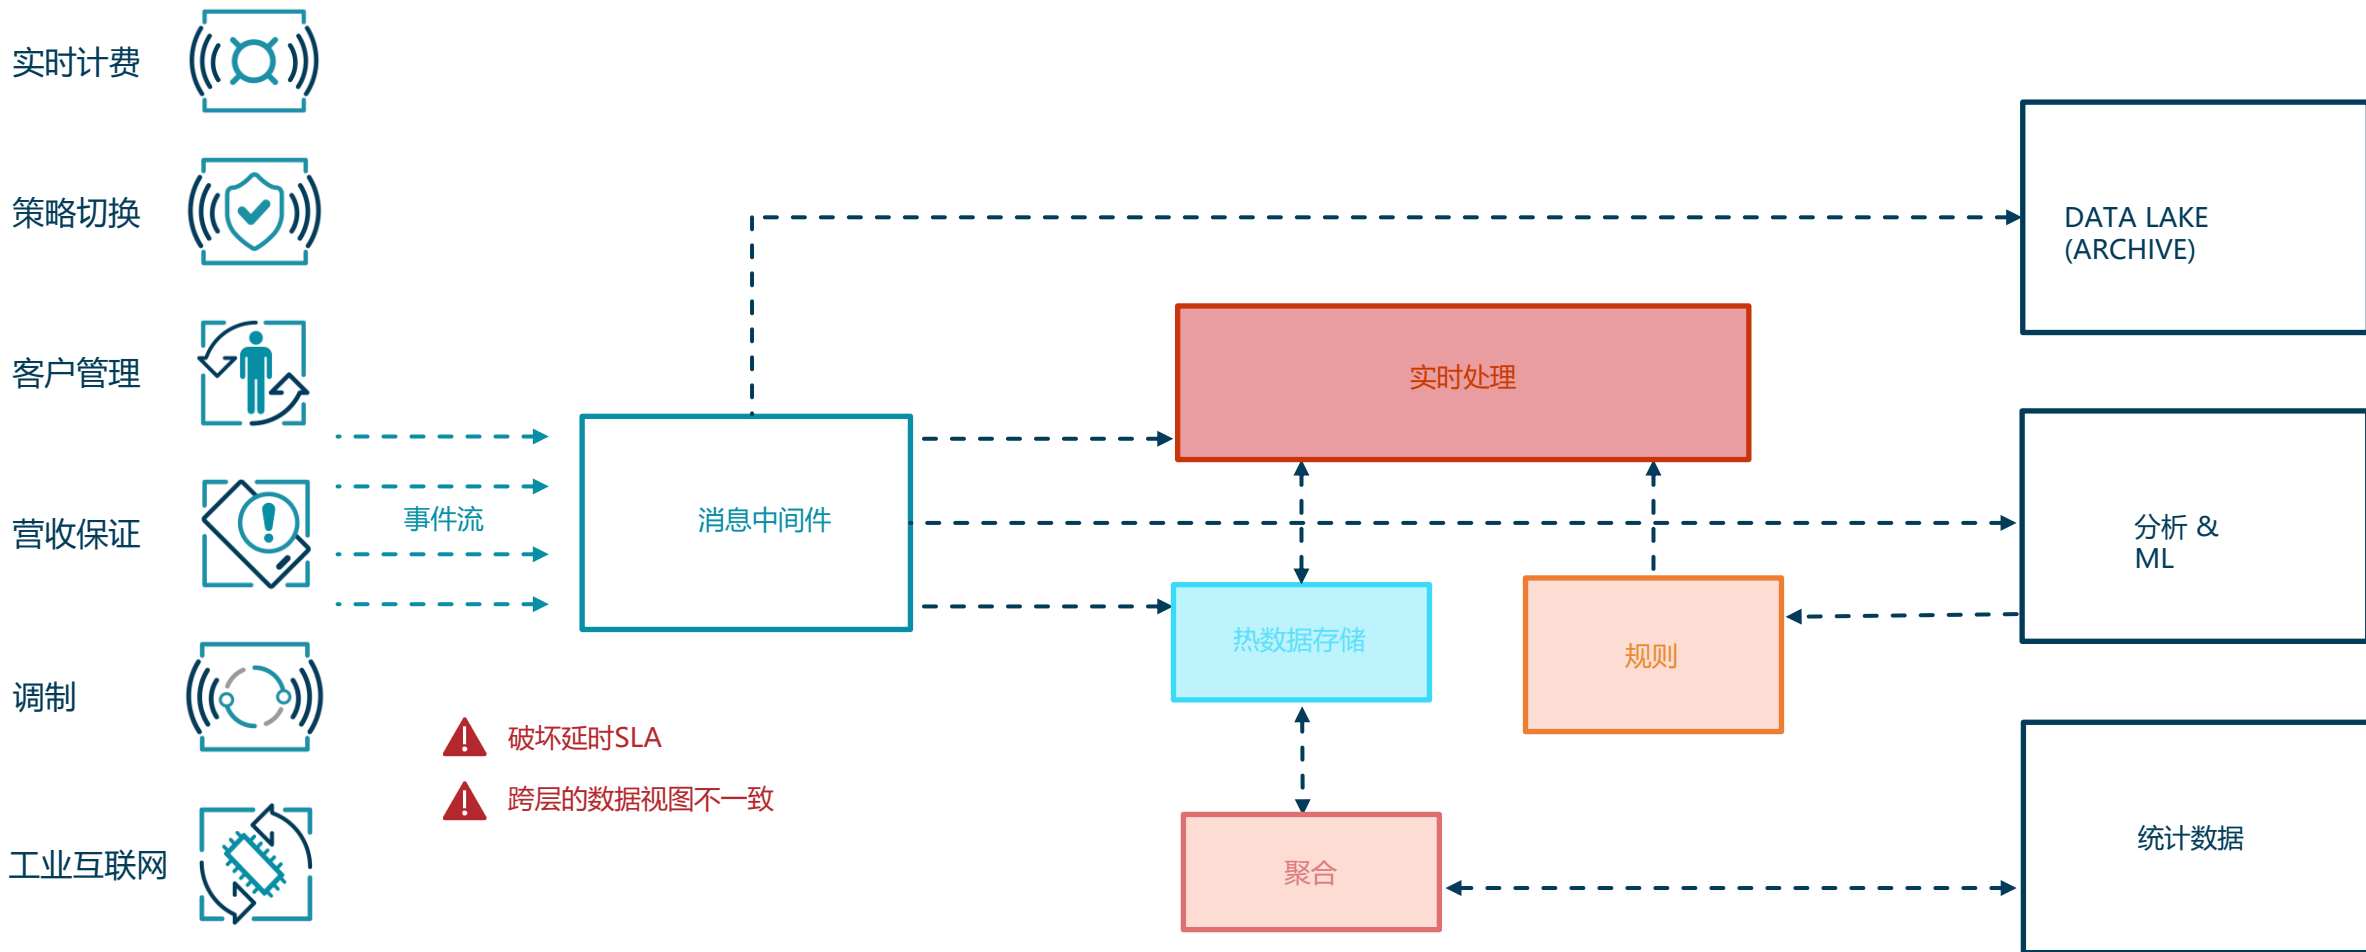 实时计费
策略切换
客户管理
营收保证
调制
工业互联网
事件流
消息中间件
破坏延时SLA
跨层的数据视图不一致
实时处理
热数据存储
规则
聚合
DATA LAKE
(ARCHIVE)
分析 &
ML
统计数据